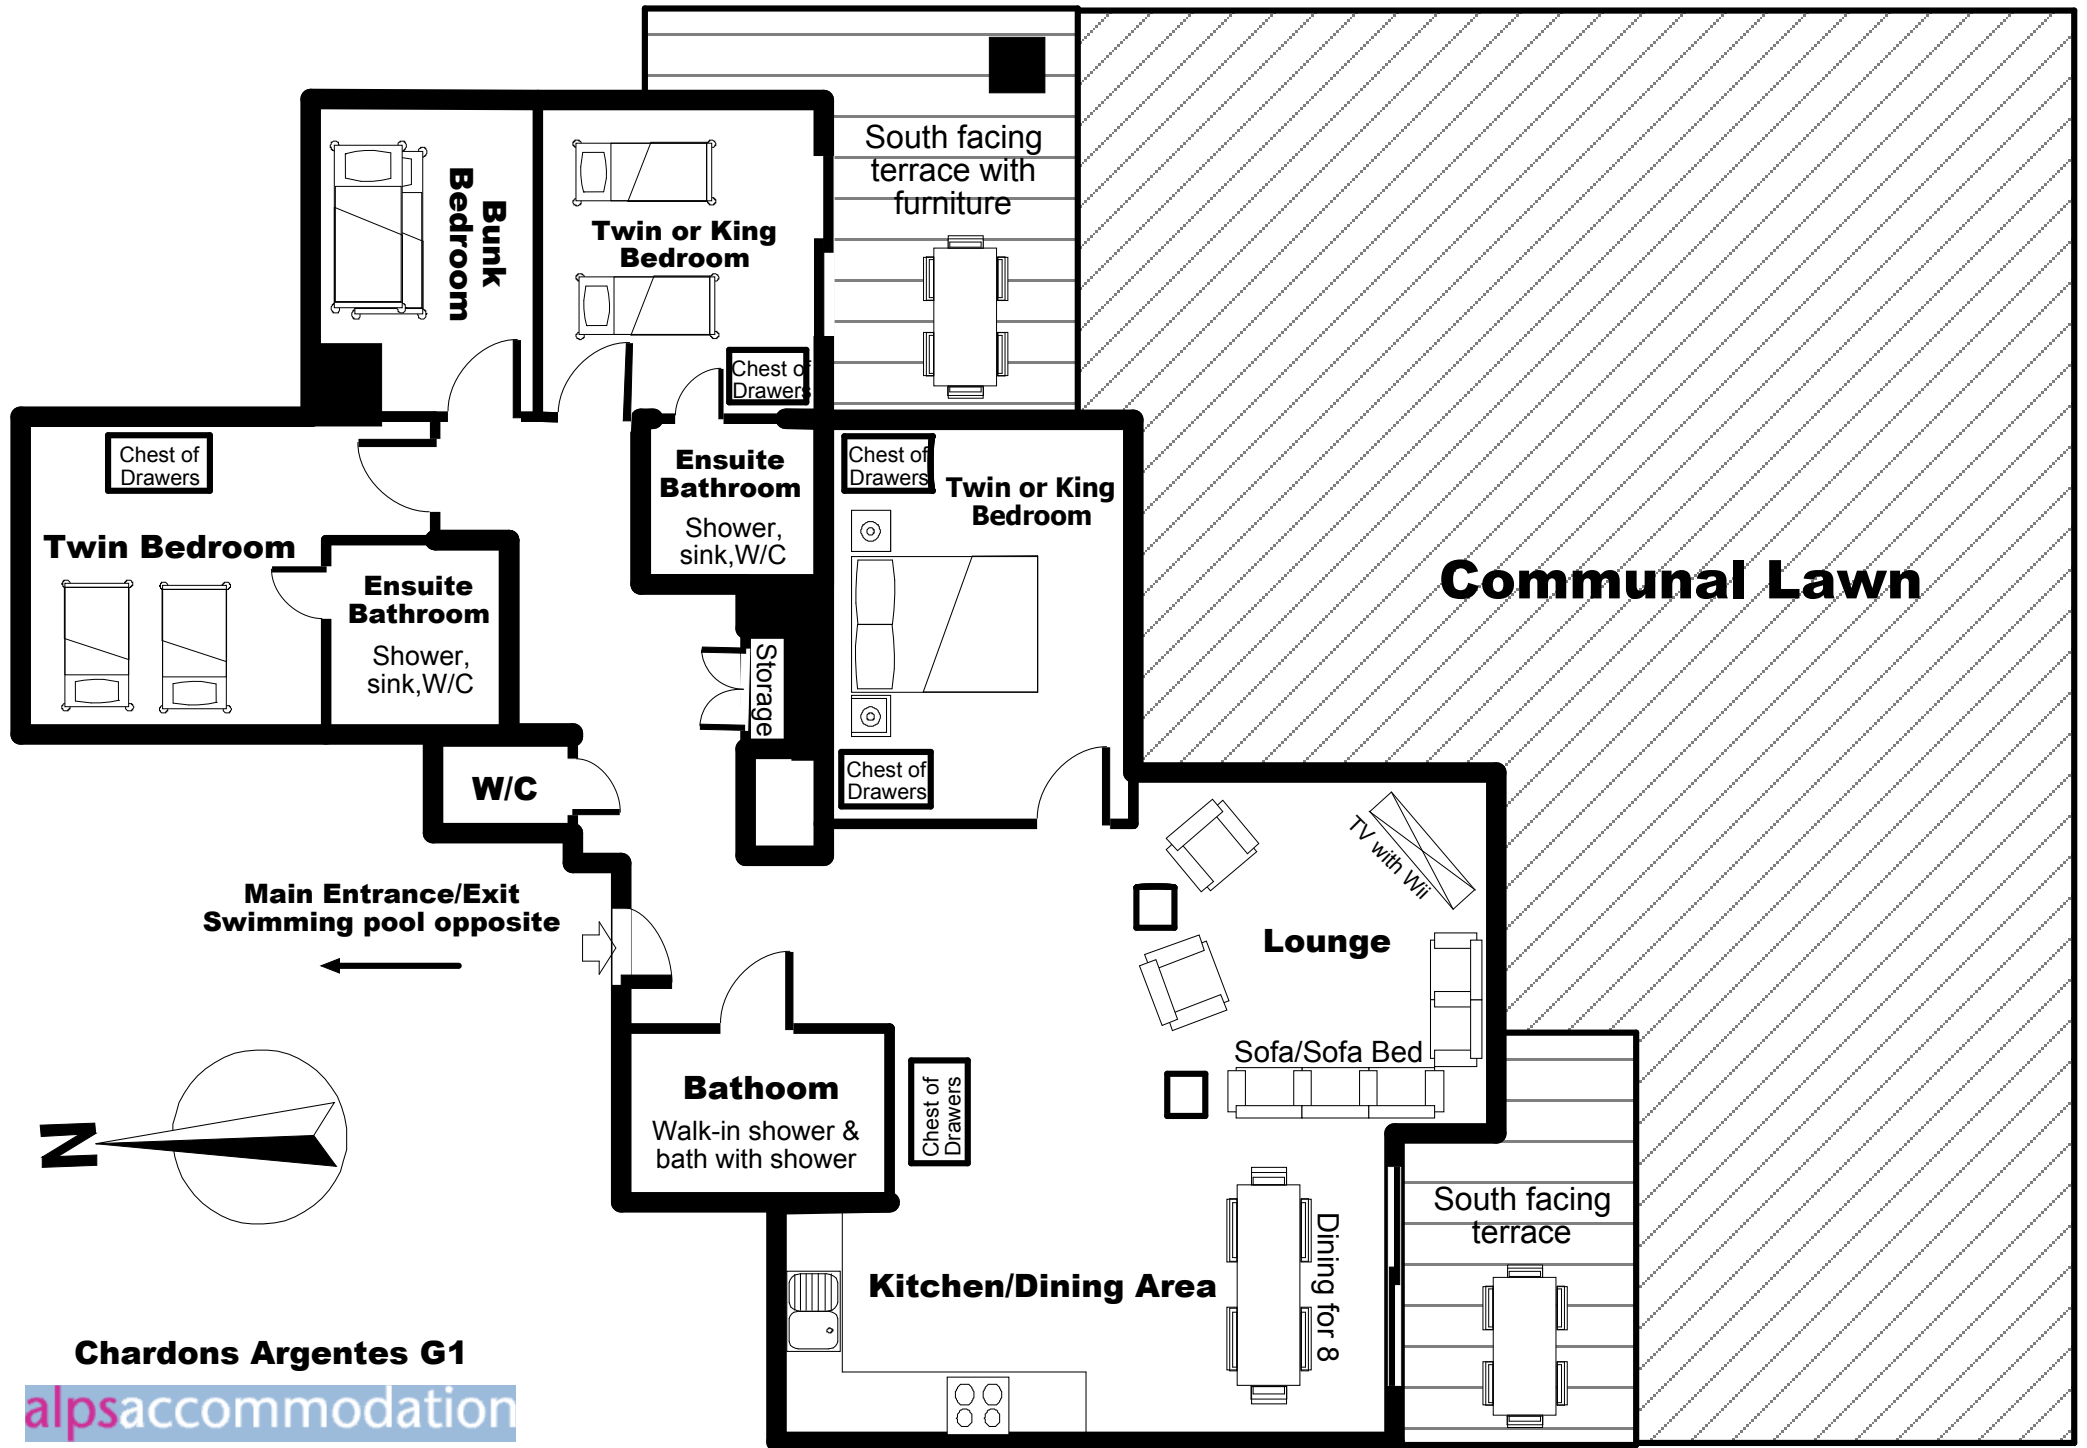 South facing
terrace with
furniture
Bunk
Bedroom
Twin or King
Bedroom
Chest of
Drawers
Chest of
Drawers
Twin Bedroom
Ensuite
Bathroom
Shower,
sink,W/C
Ensuite
Bathroom
Shower,
sink,W/C
Chest of
Drawers
Twin or King
Bedroom
Communal Lawn
Storage
W/C
Chest of
Drawers
TV with Wii
Main Entrance/Exit
Swimming pool opposite
Lounge
Sofa/Sofa Bed
Bathoom
Walk-in shower &
bath with shower
Chest of
Drawers
N
South facing
terrace
Kitchen/Dining Area
Dining for 8
Chardons Argentes G1
alpsaccommodation